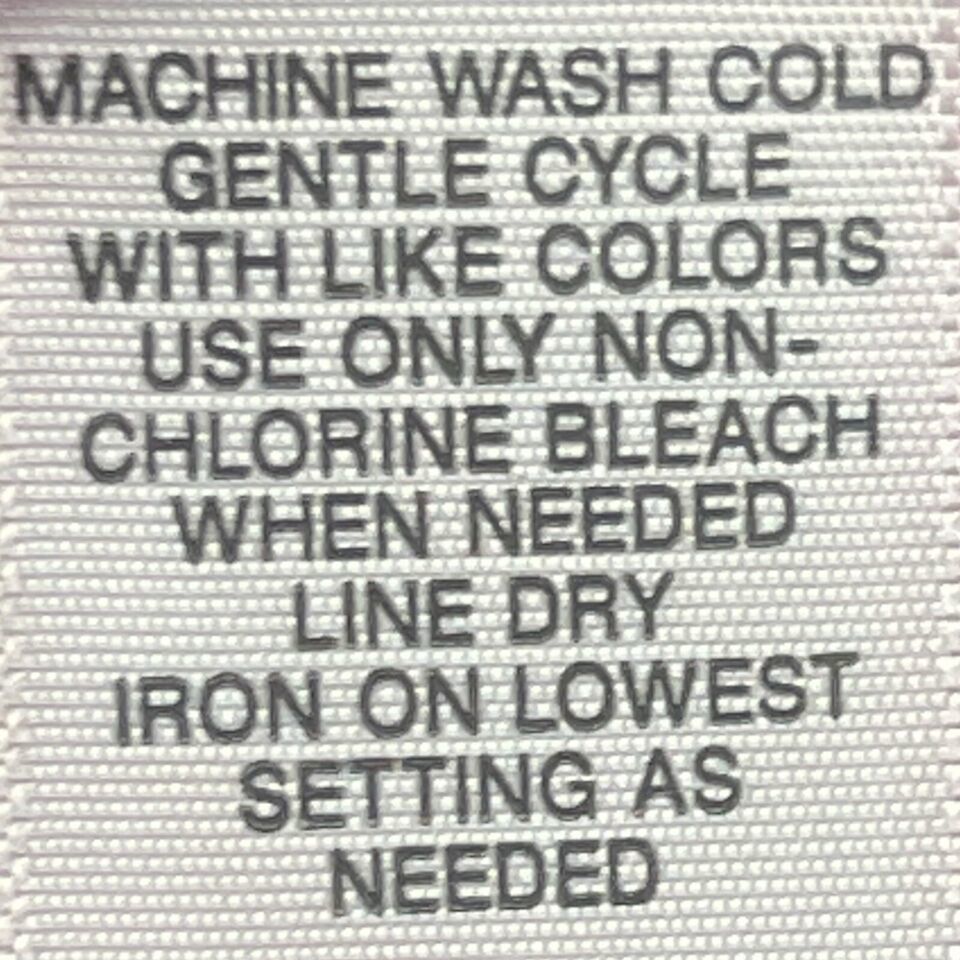 MACHINE WASH COLD
GENTLE CYCLE
WITH LIKE COLORS
USE ONLY NON-
CHLORINE BLEACH
WHEN NEEDED
LINE DRY
IRON ON LOWEST
SETTING AS
NEEDED